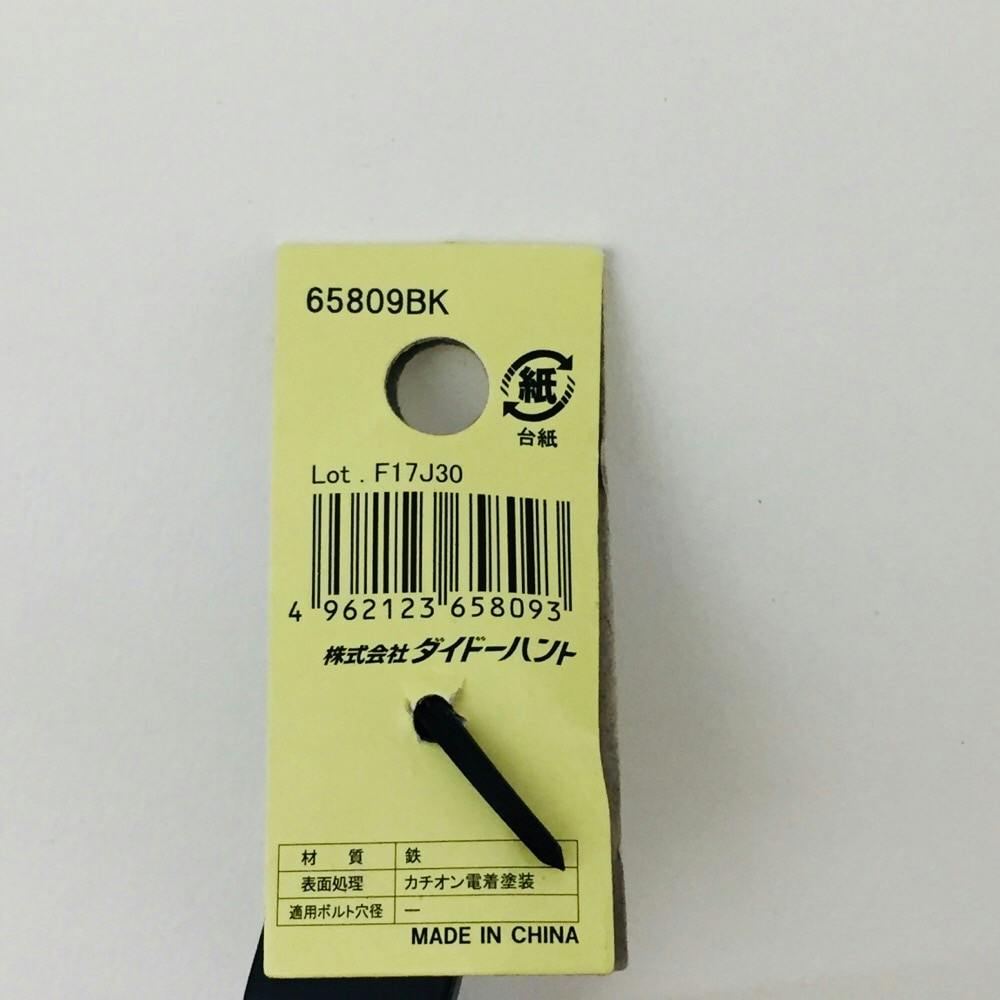 65809BK
紙
台紙
Lot . F17J30
4 962123 658093
株式会社ダイドーハント
材 質 鉄
表面処理 カチオン電着塗装
適用ボルト穴径 ー
MADE IN CHINA